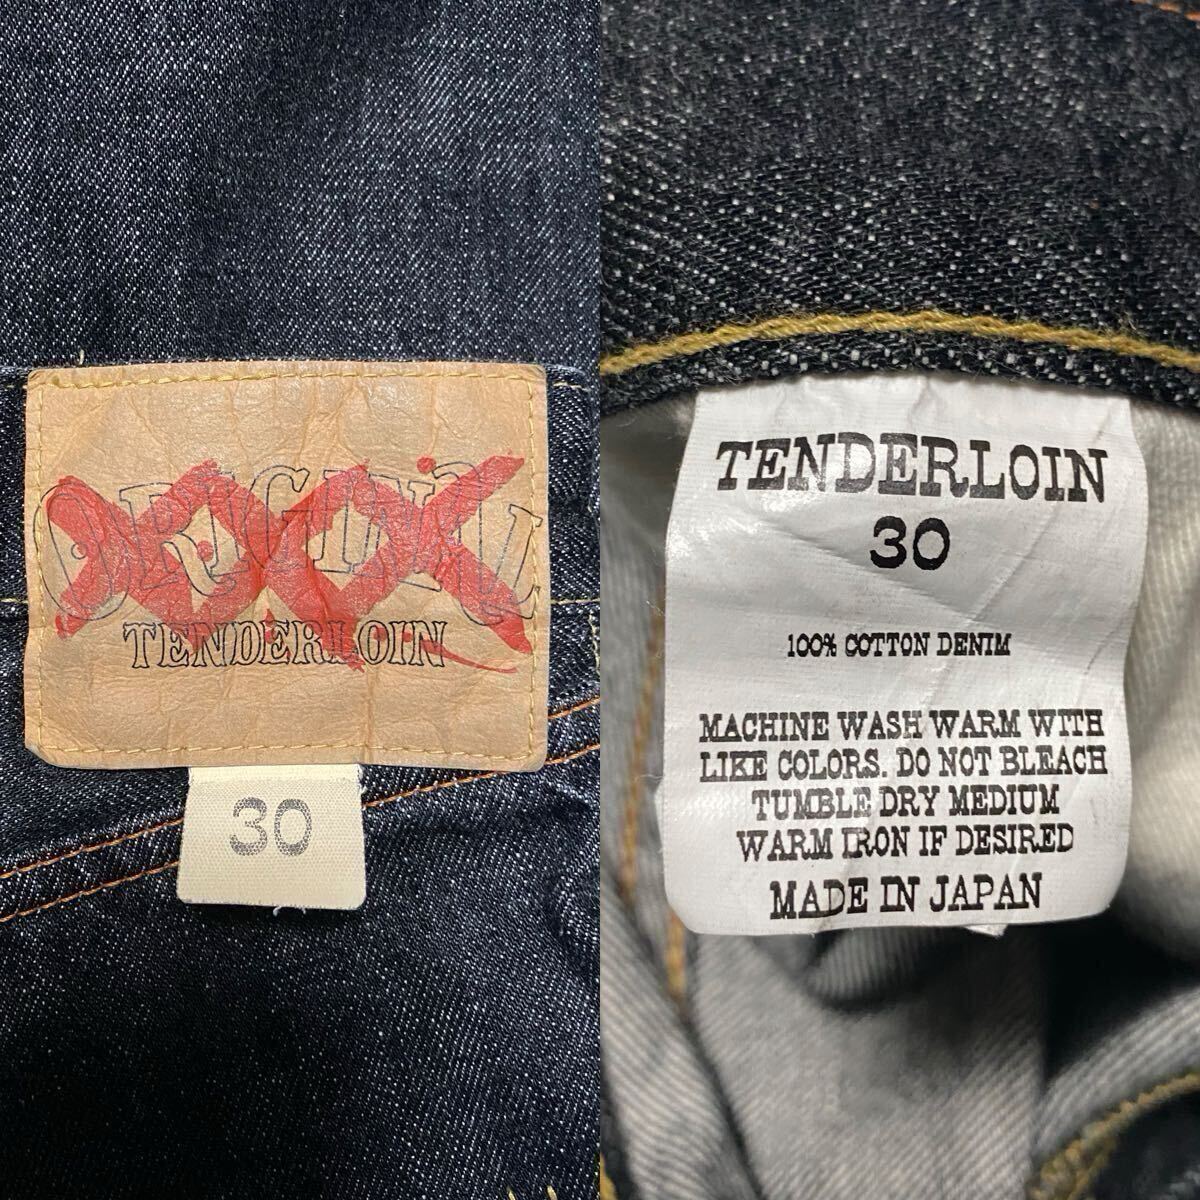 ORIGINAL
XXX
TENDERLOIN
30
TENDERLOIN
30
100% COTTON DENIM
MACHINE WASH WARM WITH
LIKE COLORS. DO NOT BLEACH
TUMBLE DRY MEDIUM
WARM IRON IF DESIRED
MADE IN JAPAN